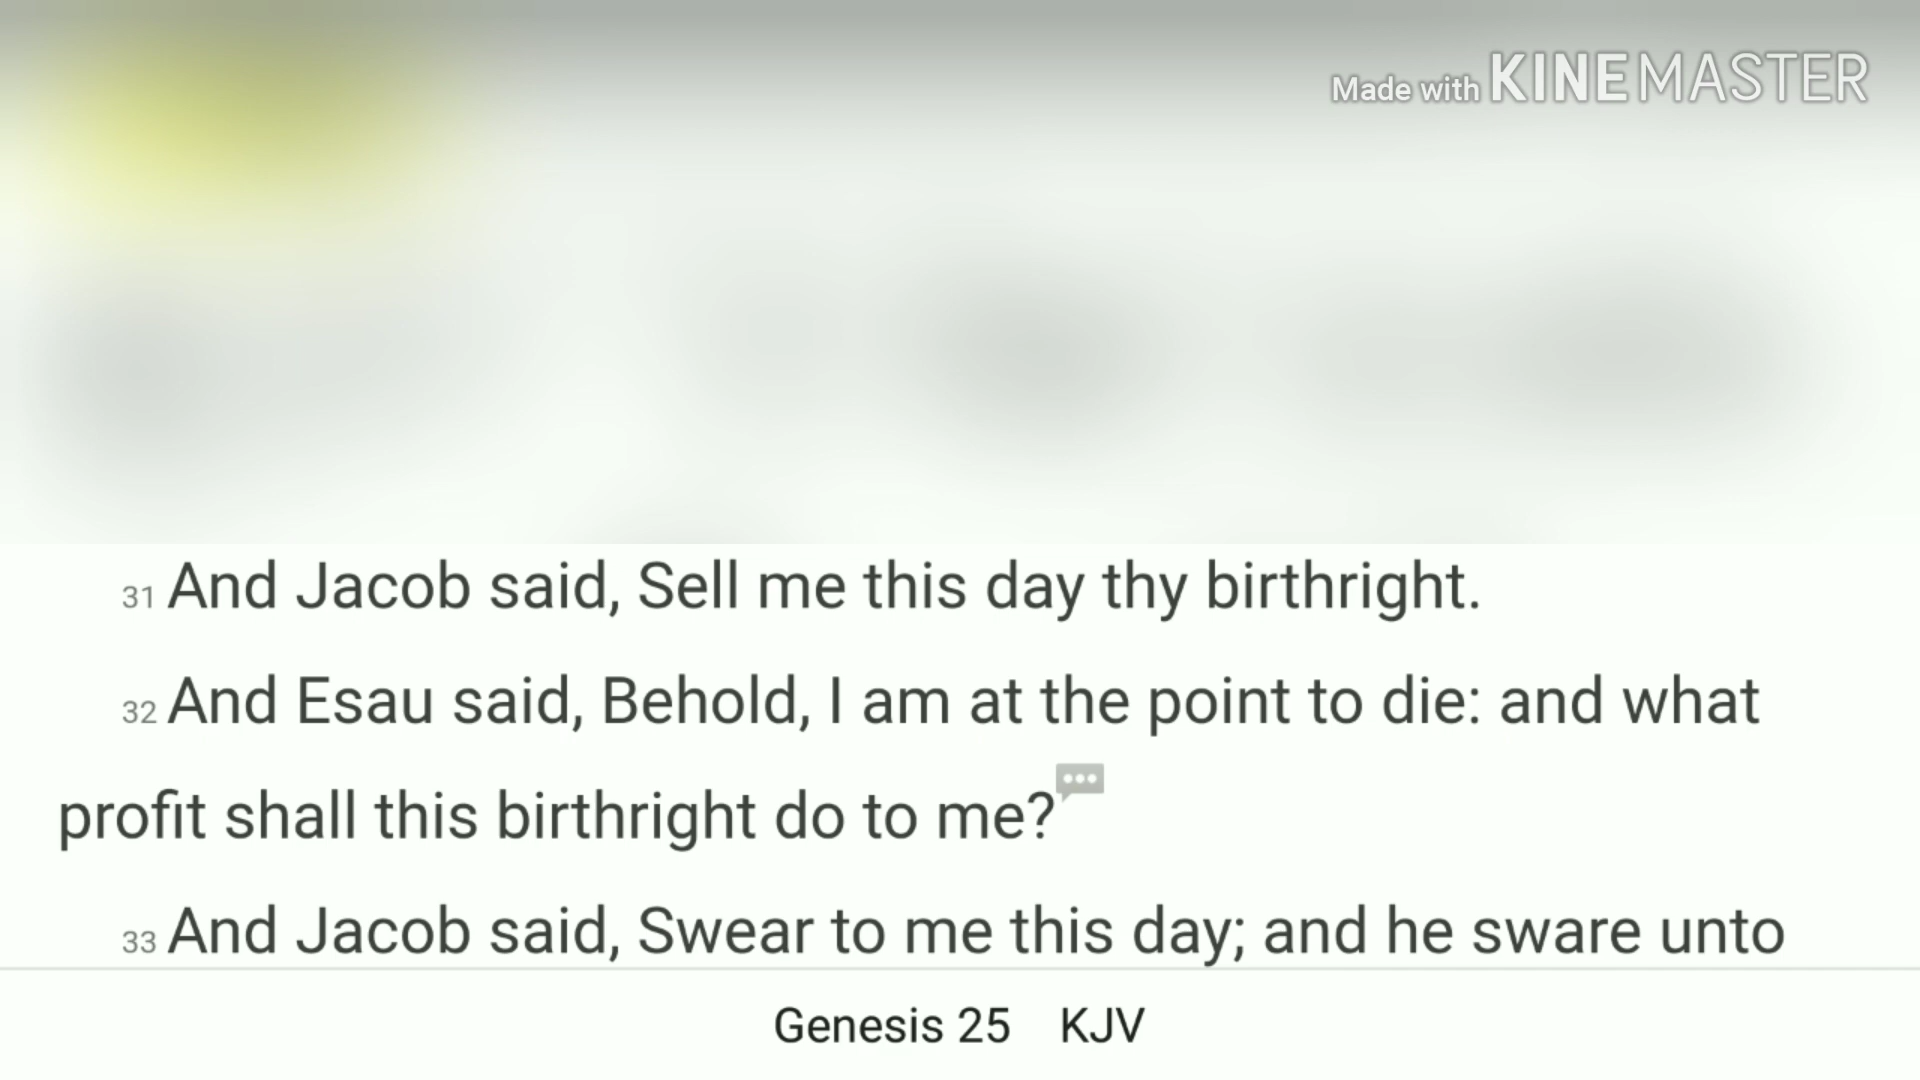 Made with KINEMASTER
31 And Jacob said, Sell me this day thy birthright.
32 And Esau said, Behold, I am at the point to die: and what
profit shall this birthright do to me?
33 And Jacob said, Swear to me this day; and he sware unto
Genesis 25 KJV